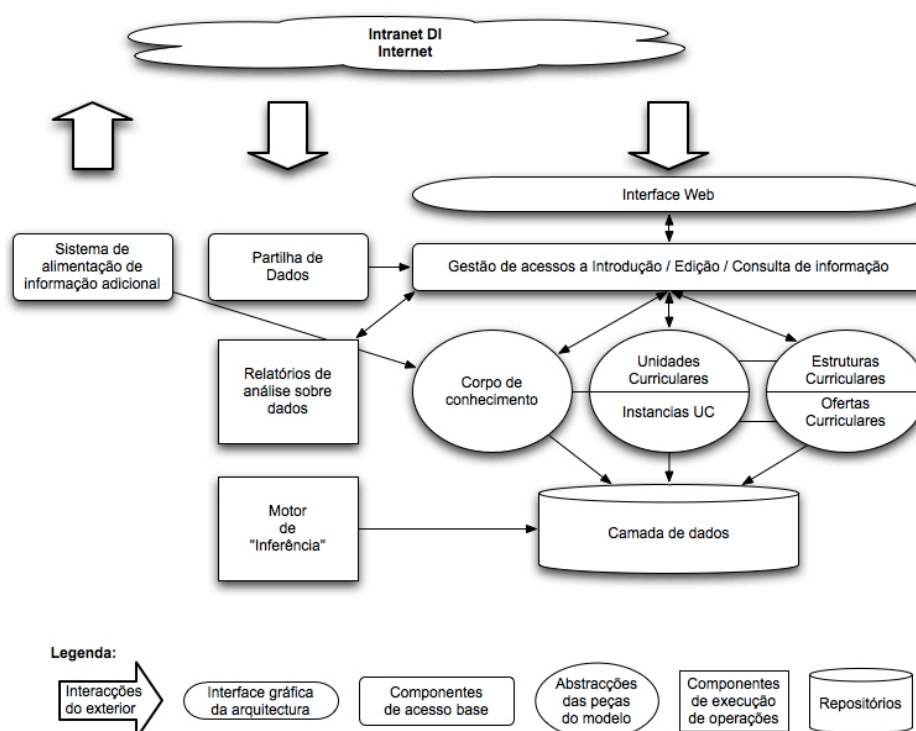 Intranet DI
Internet
Interface Web
Sistema de
alimentação de
informação adicional
Partilha de
Dados
Gestão de acessos a Introdução / Edição / Consulta de informação
Relatórios de
análise sobre
dados
Corpo de
conhecimento
Unidades
Curriculares
Instancias UC
Estruturas
Curriculares
Ofertas
Curriculares
Motor
de
"Inferência"
Camada de dados
Legenda:
Interacções
do exterior
Interface gráfica
da arquitectura
Componentes
de acesso base
Abstracções
das peças
do modelo
Componentes
de execução
de operações
Repositórios